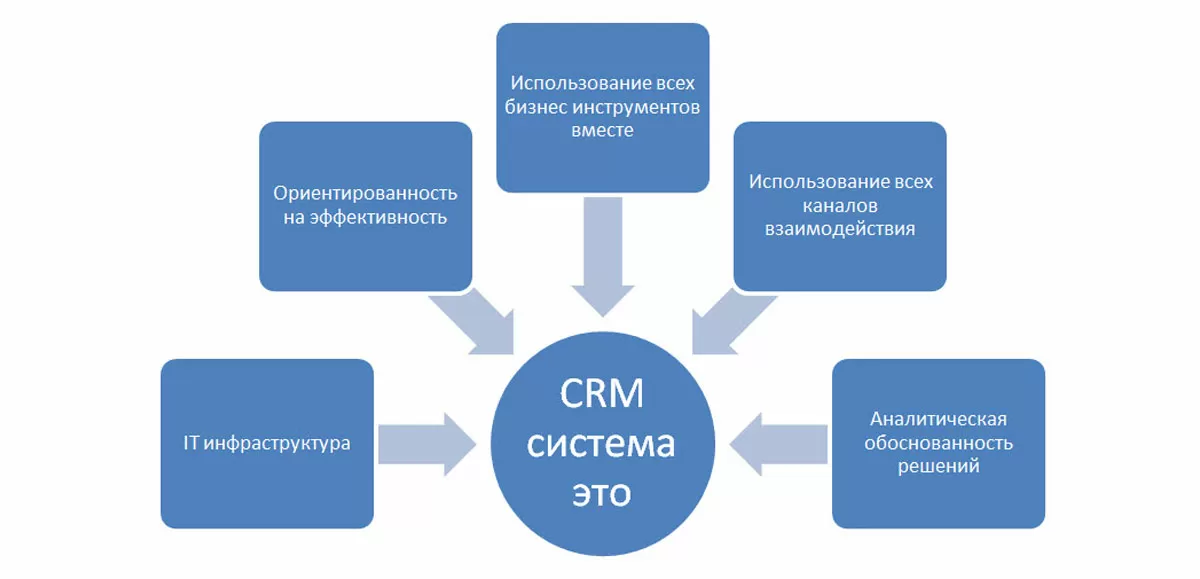 Использование всех
бизнес инструментов
вместе
Ориентированность
на эффективность
Использование всех
каналов
взаимодействия
IT инфраструктура
CRM
система
это
Аналитическая
обоснованность
решений